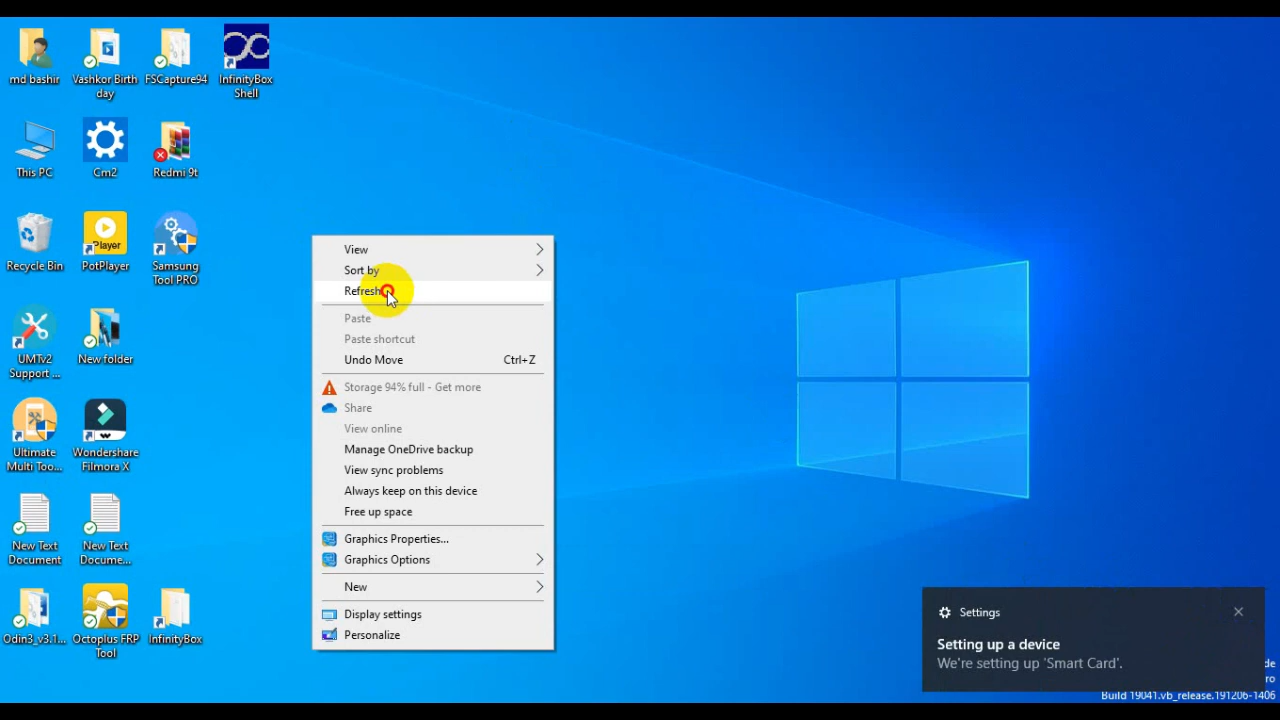 md bashir
Vashkor Birth
day
FSCapture94
InfinityBox
Shell
This PC
Cm2
Redmi 9t
Recycle Bin
Player
PotPlayer
Samsung
Tool PRO
UMTv2
Support ...
New folder
Ultimate
Multi Too...
Wondershare
Filmora X
New Text
Document
New Text
Docume...
Odin3_v3.1...
Octoplus FRP
Tool
InfinityBox
View
Sort by
Refresh
Paste
Paste shortcut
Undo Move Ctrl+Z
Storage 94% full - Get more
Share
View online
Manage OneDrive backup
View sync problems
Always keep on this device
Free up space
Graphics Properties...
Graphics Options
New
Display settings
Personalize
Settings
Setting up a device
We're setting up 'Smart Card'.
de
ro
Build 19041.vb_release.191206-1406